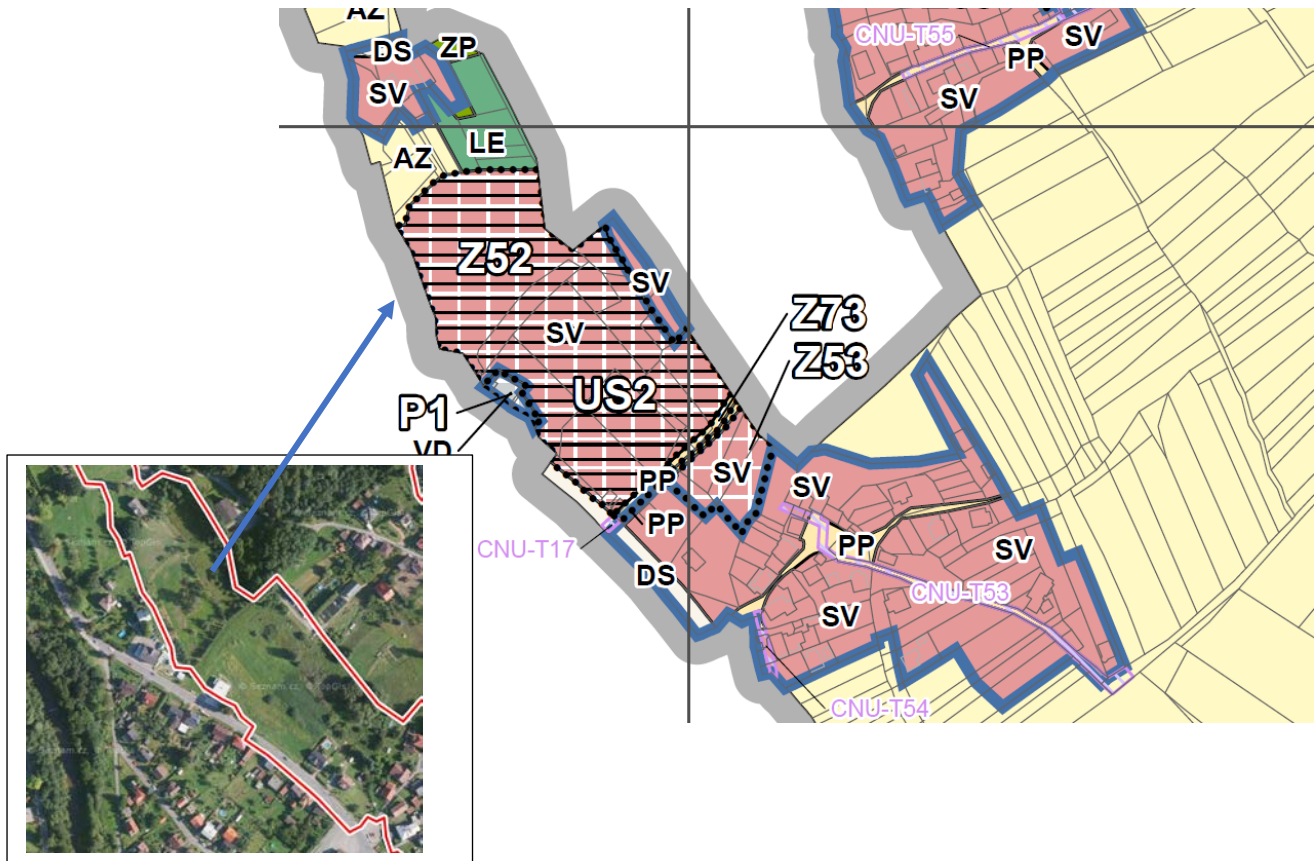 AZ
DS
ZP
SV
CNU-T55
PP
SV
SV
LE
AZ
Z52
SV
SV
Z73
Z53
US2
P1
VD
SV
SV
PP
PP
CNU-T17
DS
PP
SV
CNU-T53
SV
CNU-T54